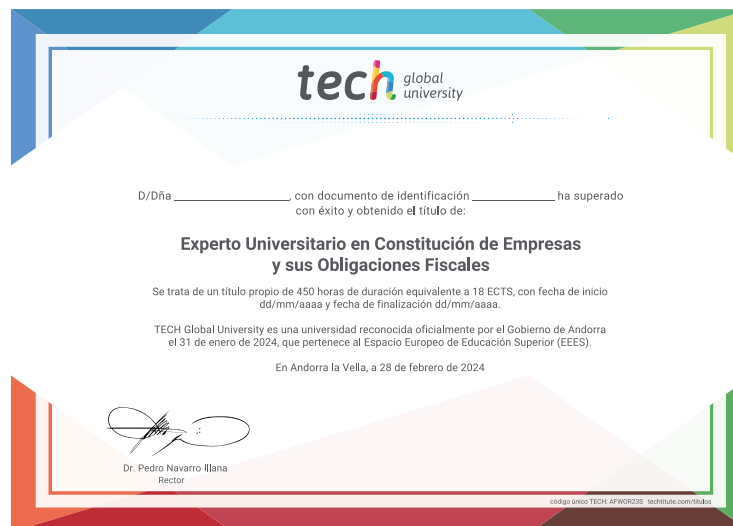 tech global university
D/Dña ______________, con documento de identificación ______________ ha superado
con éxito y obtenido el título de:
Experto Universitario en Constitución de Empresas
y sus Obligaciones Fiscales
Se trata de un título propio de 450 horas de duración equivalente a 18 ECTS, con fecha de inicio
dd/mm/aaaa y fecha de finalización dd/mm/aaaa.
TECH Global University es una universidad reconocida oficialmente por el Gobierno de Andorra
el 31 de enero de 2024, que pertenece al Espacio Europeo de Educación Superior (EEES).
En Andorra la Vella, a 28 de febrero de 2024
Dr. Pedro Navarro Illana
Rector
código único TECH: AFWOR23S techtitute.com/titulos